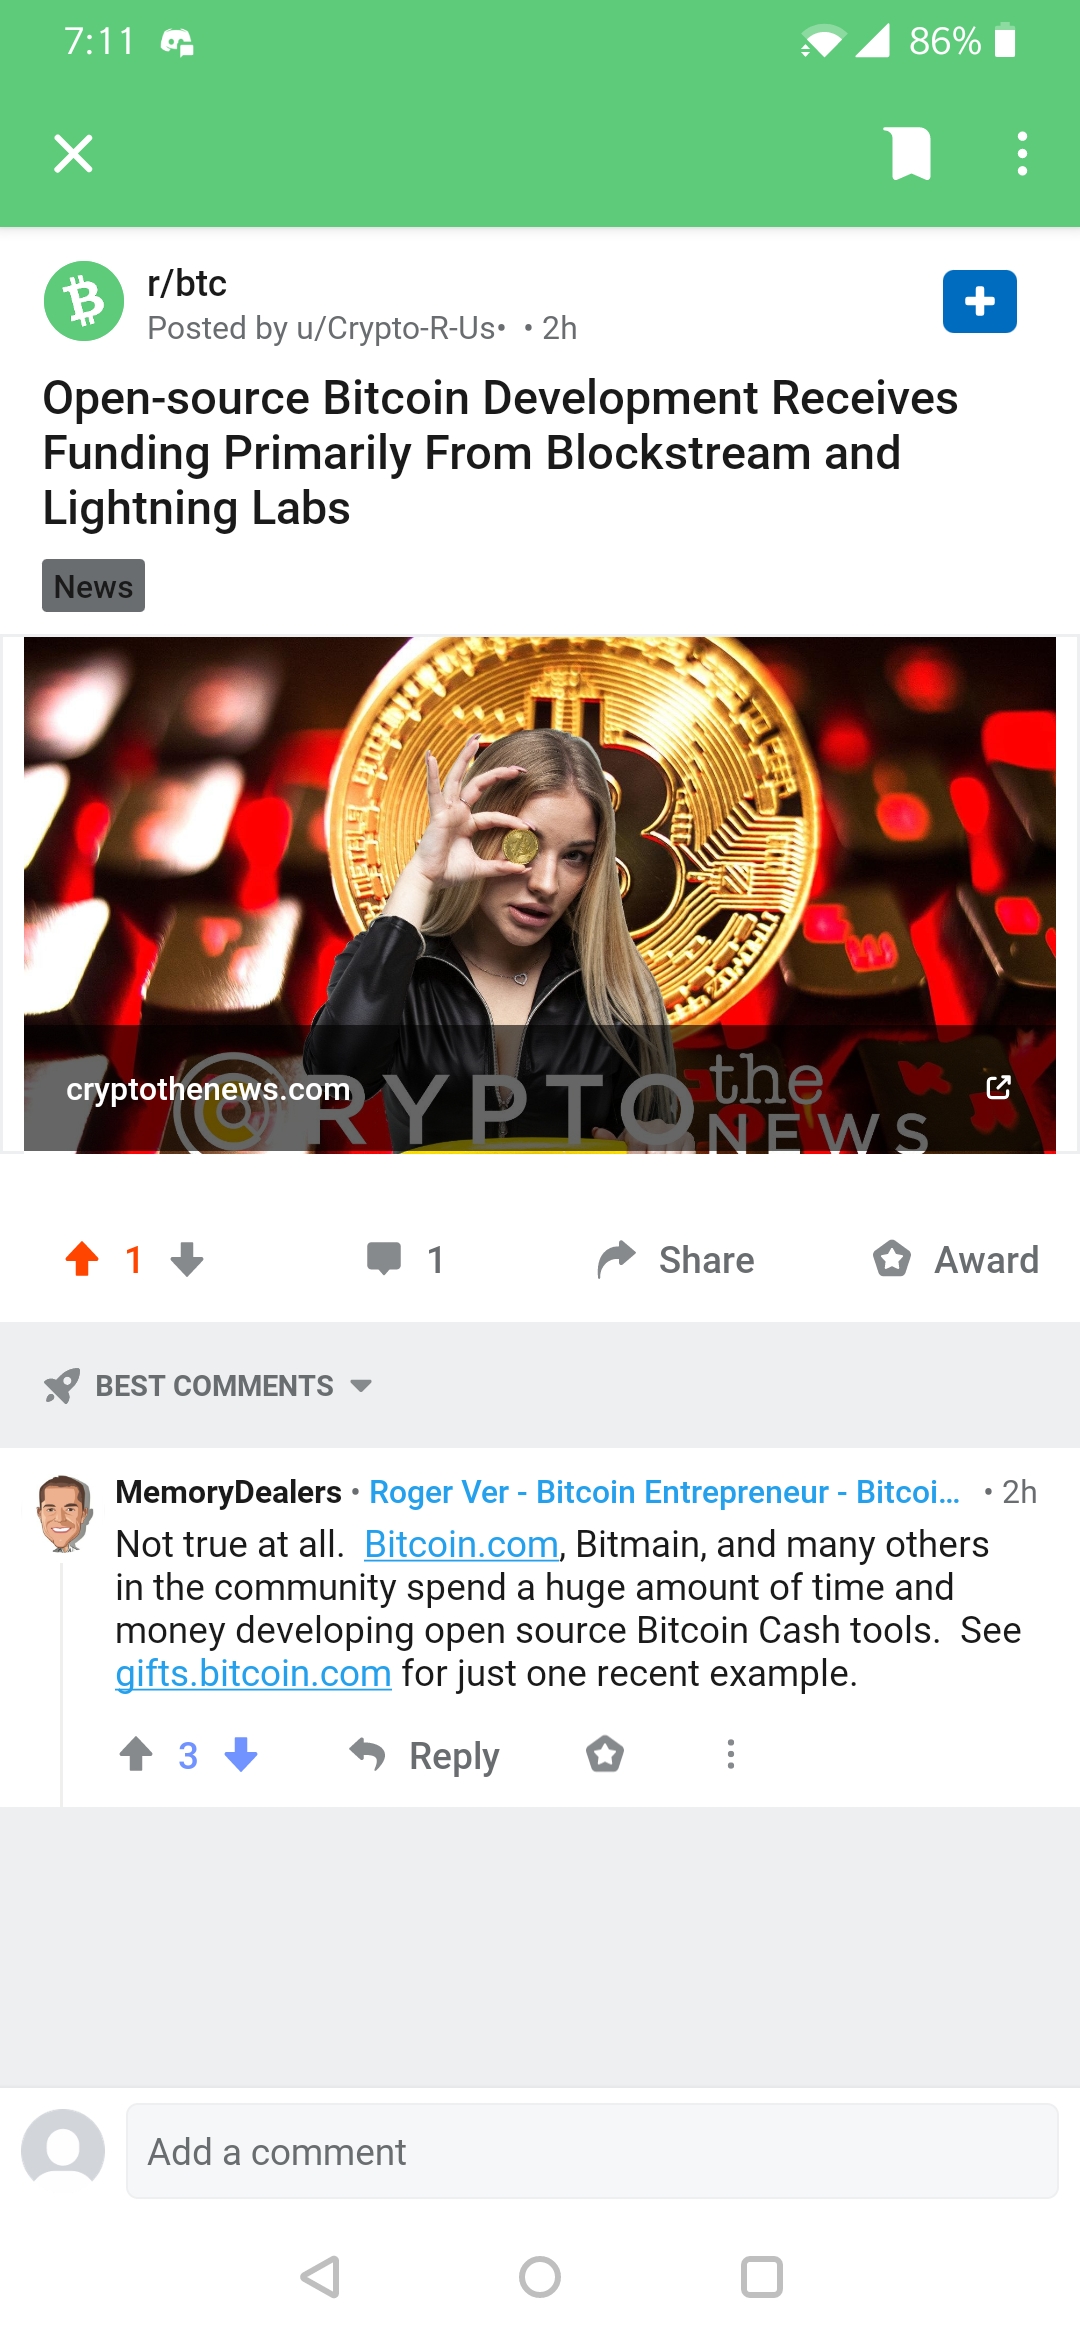 7:11 86%
r/btc
Posted by u/Crypto-R-Us• • 2h
Open-source Bitcoin Development Receives
Funding Primarily From Blockstream and
Lightning Labs
News
cryptothenews.com
CRYPTO the NEWS
1 1 Share Award
BEST COMMENTS
MemoryDealers • Roger Ver - Bitcoin Entrepreneur - Bitcoi... • 2h
Not true at all. Bitcoin.com, Bitmain, and many others
in the community spend a huge amount of time and
money developing open source Bitcoin Cash tools. See
gifts.bitcoin.com for just one recent example.
3 Reply
Add a comment